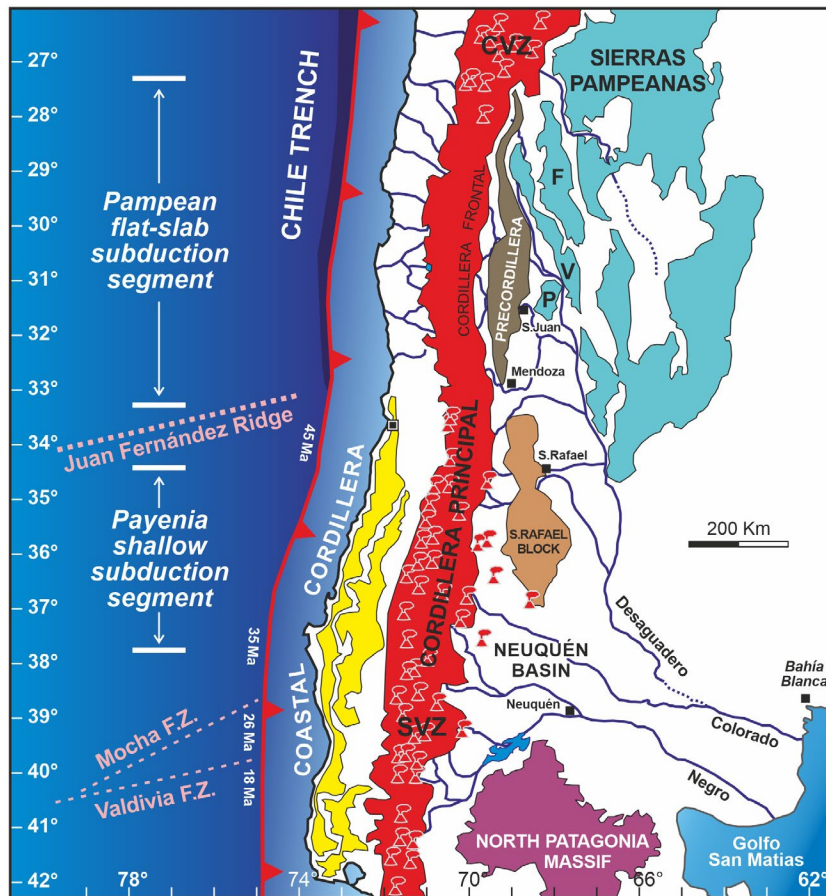 27°
28°
29°
30°
31°
32°
33°
34°
35°
36°
37°
38°
39°
40°
41°
42°
78°
74°
70°
66°
62°
Pampean
flat-slab
subduction
segment
CHILE TRENCH
Juan Fernández Ridge
45 Ma
Payenia
shallow
subduction
segment
35 Ma
26 Ma
18 Ma
Mocha F.Z.
Valdivia F.Z.
COASTAL CORDILLERA
CVZ
CORDILLERA FRONTAL
CORDILLERA PRINCIPAL
SVZ
PRECORDILLERA
SIERRAS
PAMPEANAS
F
V
P
S.Juan
Mendoza
S.Rafael
S.RAFAEL
BLOCK
200 Km
NEUQUÉN
BASIN
Desaguadero
Neuquén
Bahía
Blanca
Colorado
Negro
NORTH PATAGONIA
MASSIF
Golfo
San Matias